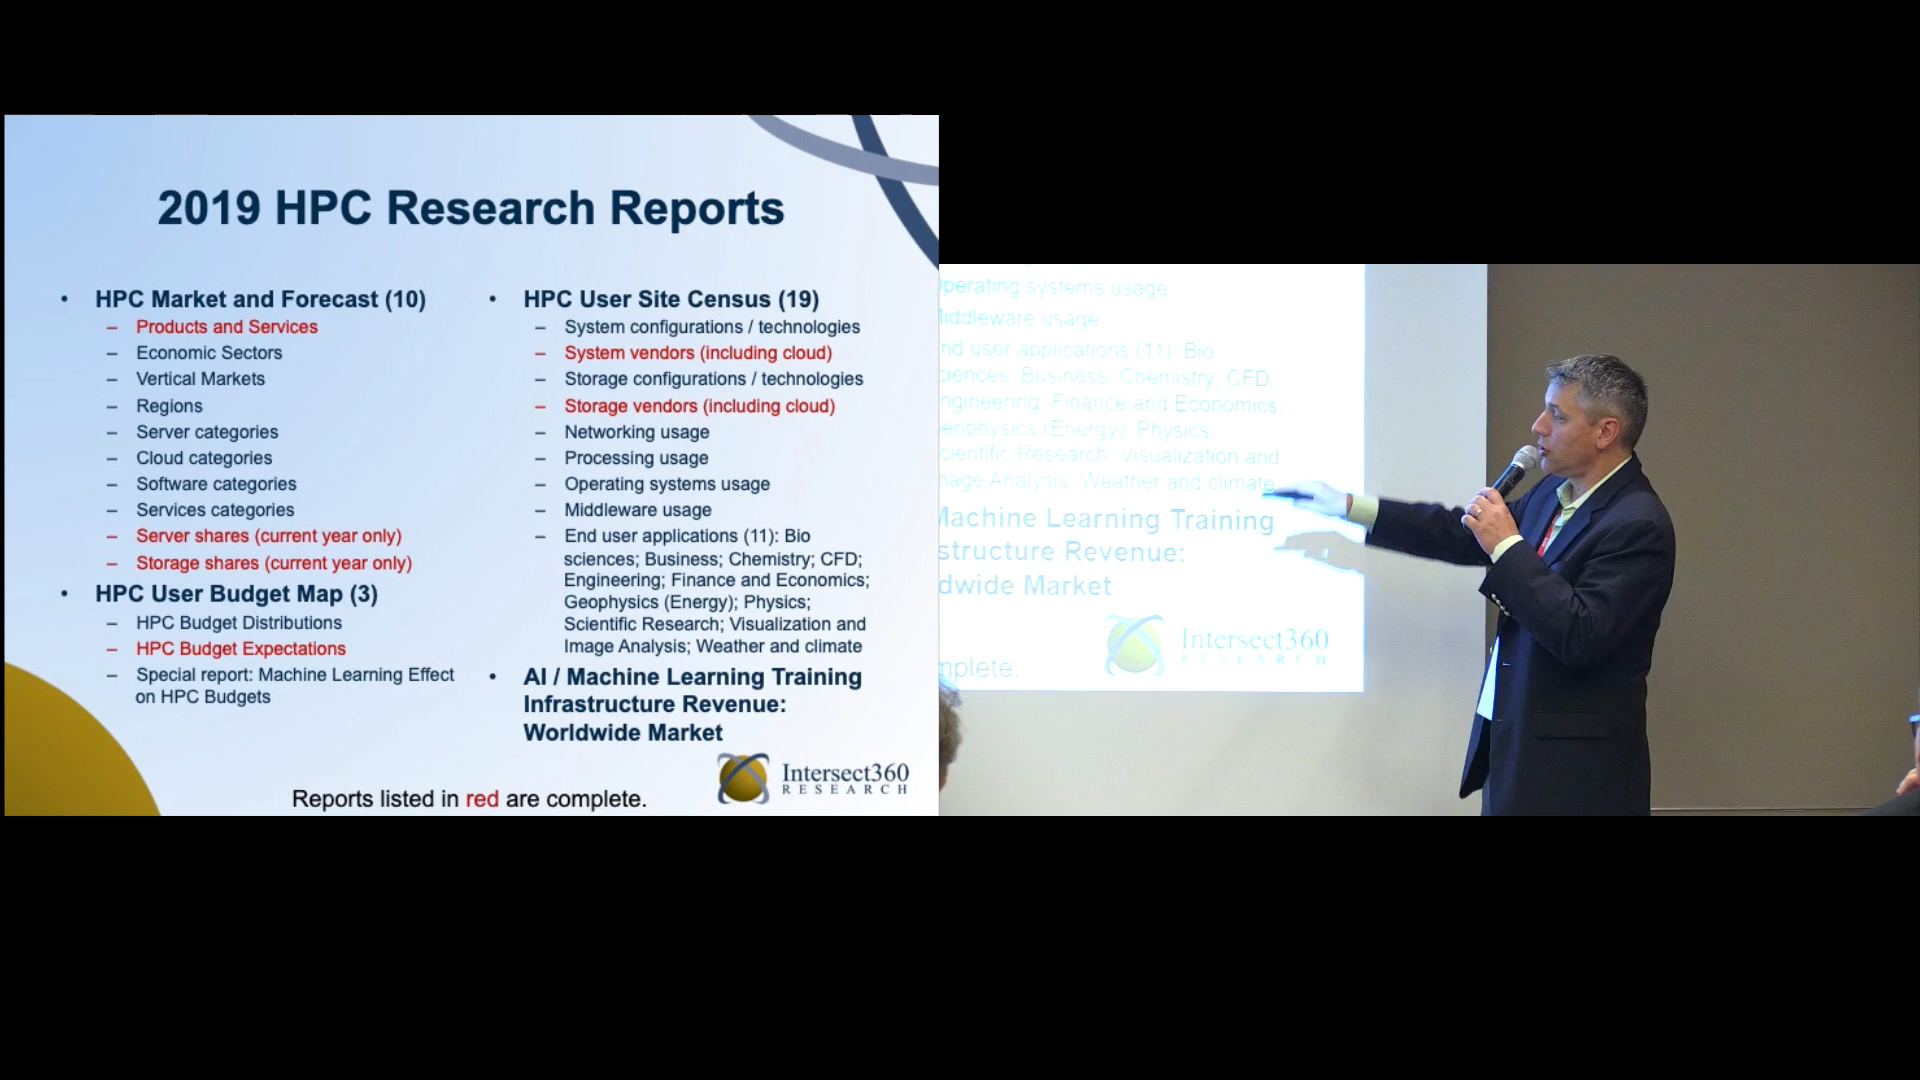 2019 HPC Research Reports
• HPC Market and Forecast (10)
– Products and Services
– Economic Sectors
– Vertical Markets
– Regions
– Server categories
– Cloud categories
– Software categories
– Services categories
– Server shares (current year only)
– Storage shares (current year only)
• HPC User Budget Map (3)
– HPC Budget Distributions
– HPC Budget Expectations
– Special report: Machine Learning Effect
on HPC Budgets
• HPC User Site Census (19)
– System configurations / technologies
– System vendors (including cloud)
– Storage configurations / technologies
– Storage vendors (including cloud)
– Networking usage
– Processing usage
– Operating systems usage
– Middleware usage
– End user applications (11): Bio
sciences; Business; Chemistry; CFD;
Engineering; Finance and Economics;
Geophysics (Energy); Physics;
Scientific Research; Visualization and
Image Analysis; Weather and climate
• AI / Machine Learning Training
Infrastructure Revenue:
Worldwide Market
Reports listed in red are complete.
Intersect360
RESEARCH
perating systems usage
iddleware usage
nd user applications (11): Bio
ciences; Business; Chemistry; CFD;
ngineering; Finance and Economics;
eophysics (Energy); Physics;
cientific Research; Visualization and
mage Analysis; Weather and climate
Machine Learning Training
structure Revenue:
dwide Market
mplete.
Intersect360
RESEARCH